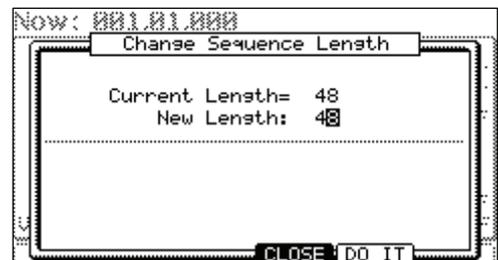 Now: 001.01.000
Change Sequence Length
Current Length= 48
New Length: 48
CLOSE DO IT